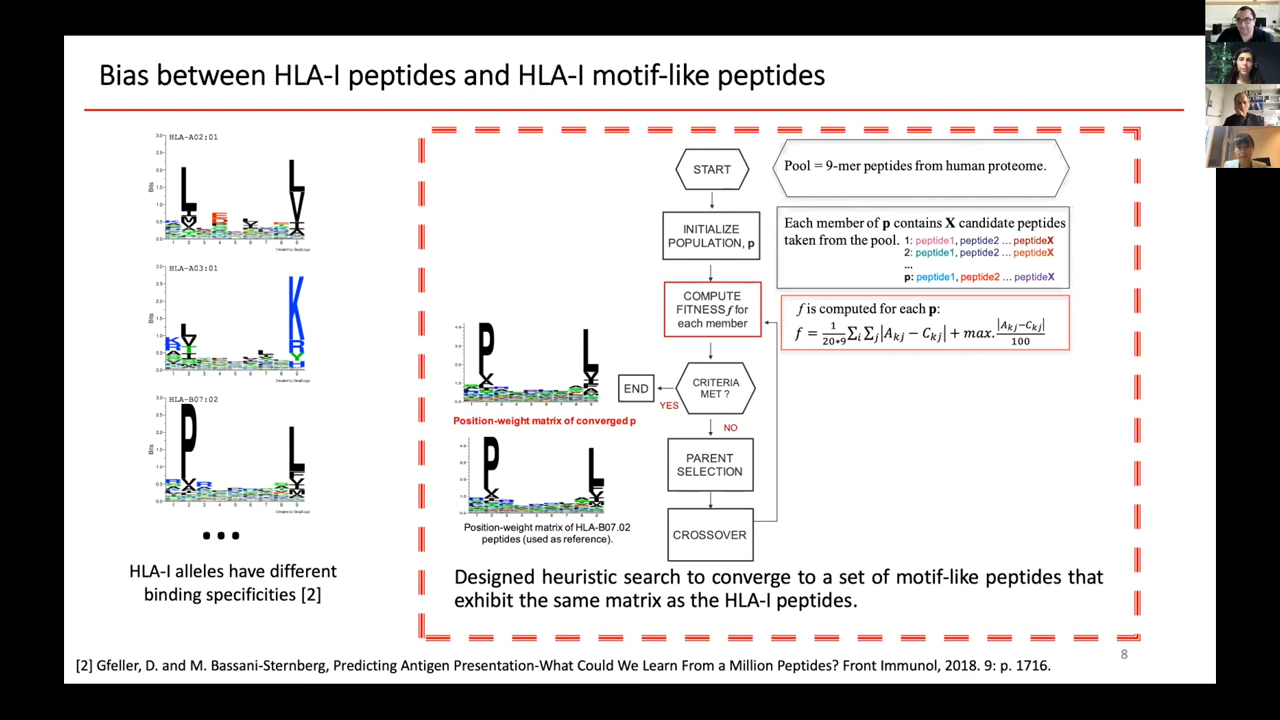 Bias between HLA-I peptides and HLA-I motif-like peptides
HLA-A02:01
HLA-A03:01
HLA-B07:02
...
HLA-I alleles have different
binding specificities [2]
START
INITIALIZE
POPULATION, p
COMPUTE
FITNESS f for
each member
CRITERIA
MET ?
END
YES
NO
PARENT
SELECTION
CROSSOVER
Pool = 9-mer peptides from human proteome.
Each member of p contains X candidate peptides
taken from the pool. 1: peptide1, peptide2 ... peptideX
2: peptide1, peptide2 ... peptideX
...
p: peptide1, peptide2 ... peptideX
f is computed for each p:
f = 1/20*9 ∑i ∑j |Akj − Ckj| + max. |Akj−Ckj|/100
Position-weight matrix of converged p
Position-weight matrix of HLA-B07.02
peptides (used as reference).
Designed heuristic search to converge to a set of motif-like peptides that
exhibit the same matrix as the HLA-I peptides.
8
[2] Gfeller, D. and M. Bassani-Sternberg, Predicting Antigen Presentation-What Could We Learn From a Million Peptides? Front Immunol, 2018. 9: p. 1716.